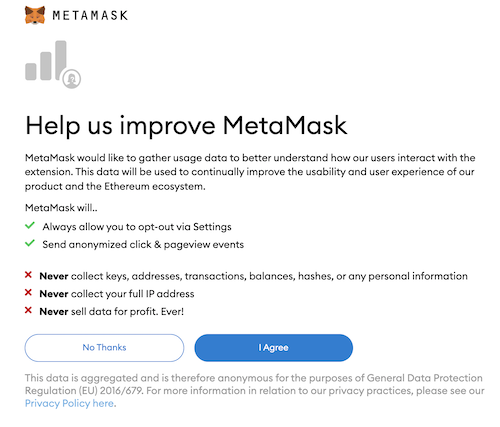 METAMASK
Help us improve MetaMask
MetaMask would like to gather usage data to better understand how our users interact with the
extension. This data will be used to continually improve the usability and user experience of our
product and the Ethereum ecosystem.
MetaMask will..
Always allow you to opt-out via Settings
Send anonymized click & pageview events
Never collect keys, addresses, transactions, balances, hashes, or any personal information
Never collect your full IP address
Never sell data for profit. Ever!
No Thanks
I Agree
This data is aggregated and is therefore anonymous for the purposes of General Data Protection
Regulation (EU) 2016/679. For more information in relation to our privacy practices, please see our
Privacy Policy here.